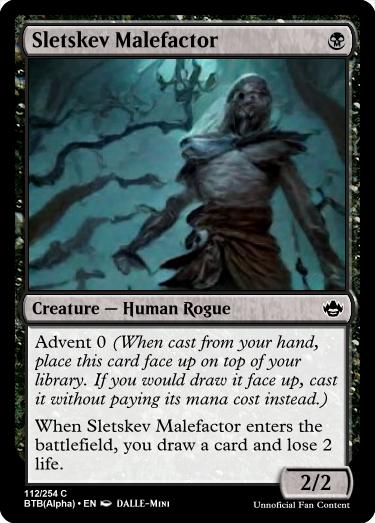 Sletskev Malefactor
Creature — Human Rogue
Advent 0 (When cast from your hand,
place this card face up on top of your
library. If you would draw it face up, cast
it without paying its mana cost instead.)
When Sletskev Malefactor enters the
battlefield, you draw a card and lose 2
life.
2/2
112/254 C
BTB(Alpha) • EN DALLE-Mini
Unnoficial Fan Content